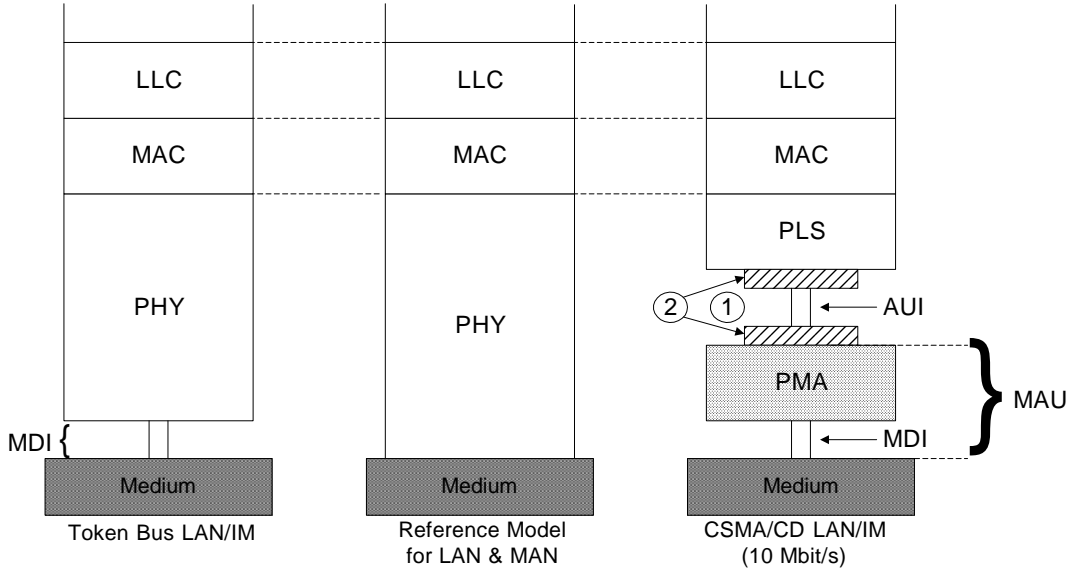 LLC
LLC
LLC
MAC
MAC
MAC
PLS
PHY
PHY
2
1
AUI
PMA
MAU
MDI
MDI
Medium
Medium
Medium
Token Bus LAN/IM
Reference Model
for LAN & MAN
CSMA/CD LAN/IM
(10 Mbit/s)